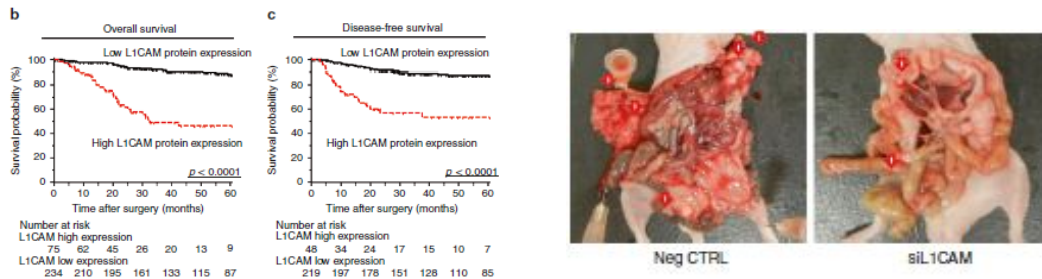 b
Overall survival
Low L1CAM protein expression
100
80
60
40
20
0
Survival probability (%)
High L1CAM protein expression
p < 0.0001
0 10 20 30 40 50 60
Time after surgery (months)
Number at risk
L1CAM high expression
75 62 45 26 20 13 9
L1CAM low expression
234 210 195 161 133 115 87
c
Disease-free survival
Low L1CAM protein expression
100
80
60
40
20
0
Survival probability (%)
High L1CAM protein expression
p < 0.0001
0 10 20 30 40 50 60
Time after surgery (months)
Number at risk
L1CAM high expression
48 34 24 17 15 10 7
L1CAM low expression
219 197 178 151 128 110 85
Neg CTRL
siL1CAM